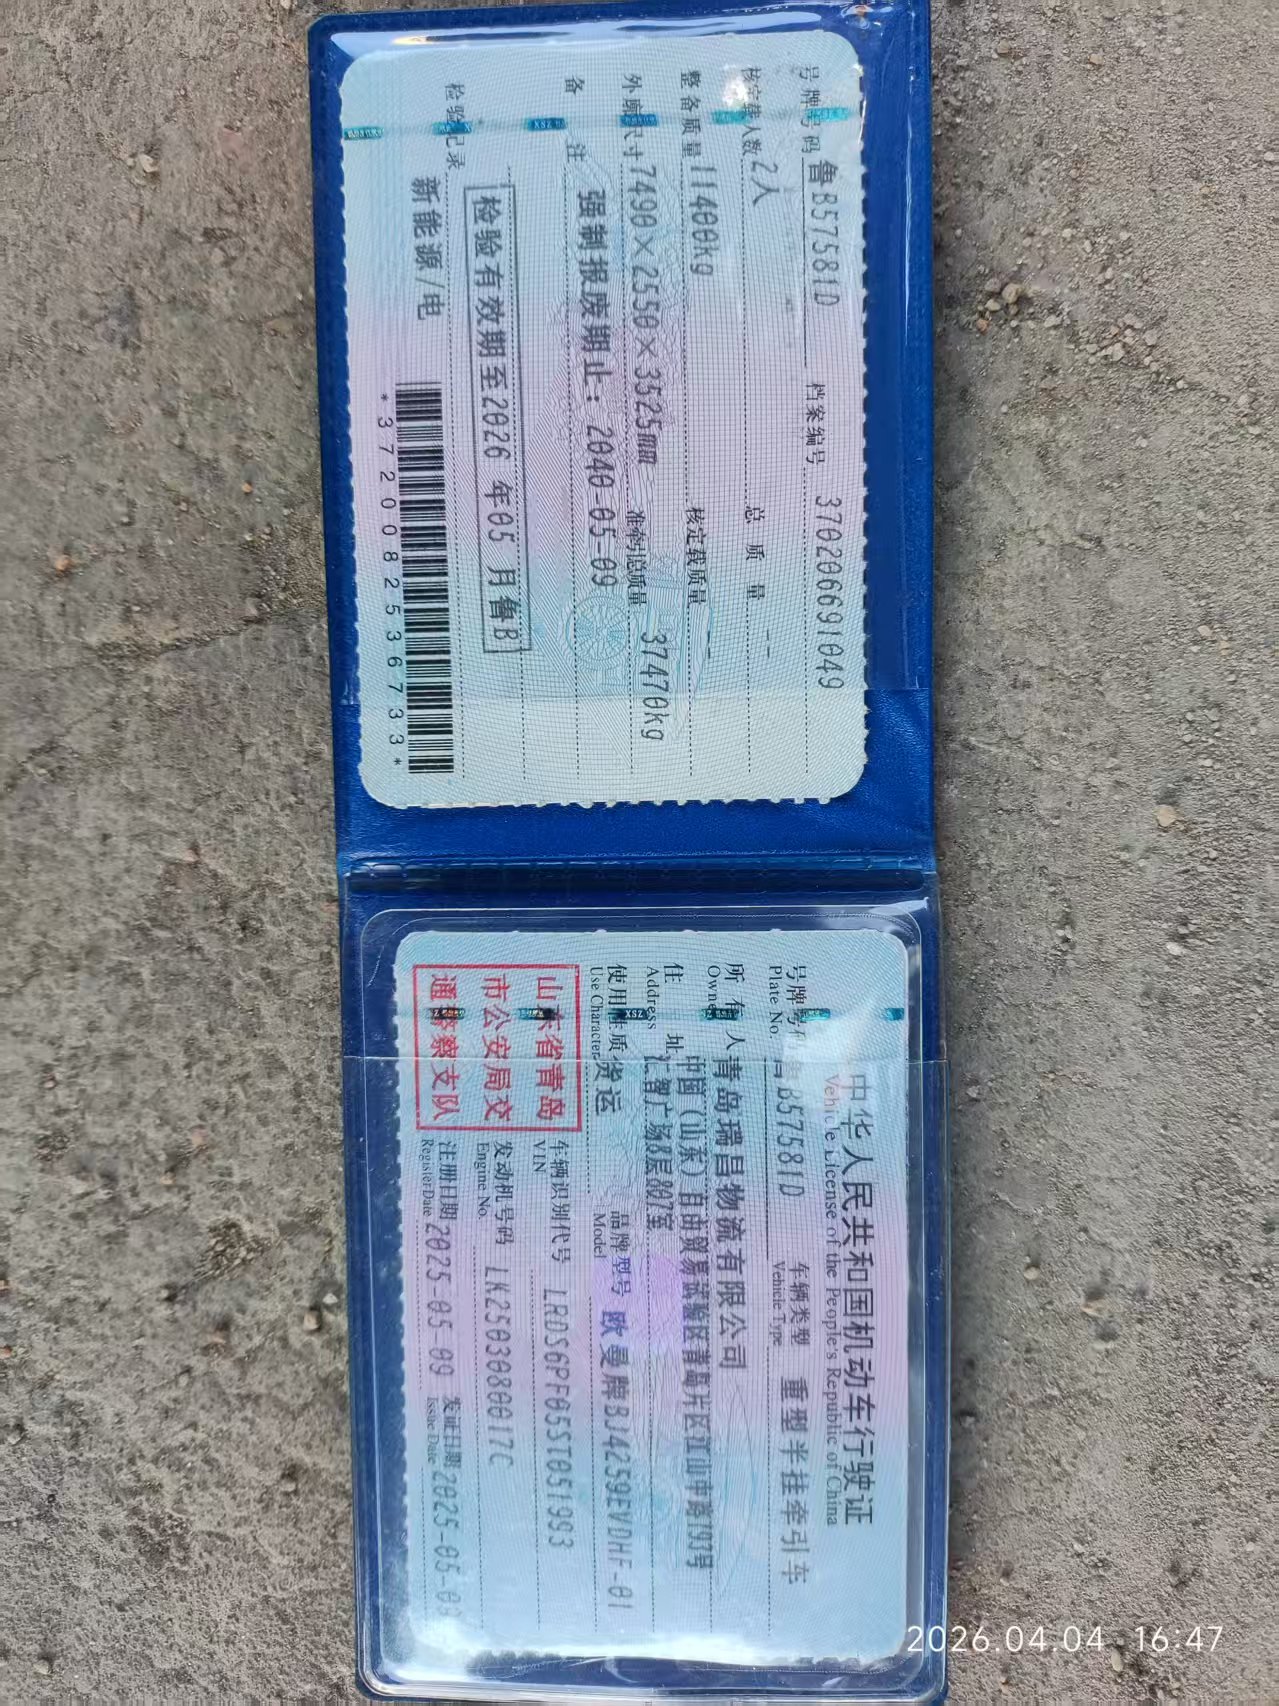 号牌号码 鲁B57581D 档案编号 370206691049
核定载人数 2人 总质量 --
整备质量 11400kg 核定载质量 --
外廓尺寸 7490×2550×3525mm 准牵引总质量 37470kg
备注 强制报废期止：2040-05-09
检验有效期至2026年05月鲁B
检验记录
新能源/电
*3720082536733*
中华人民共和国机动车行驶证
Vehicle License of the People's Republic of China
号牌号码 鲁B57581D 车辆类型 重型半挂牵引车
Plate No. Vehicle Type
所有人 青岛瑞昌物流有限公司
Owner
住址 中国（山东）自由贸易试验区青岛片区江山中路193号
Address 汇智广场8层807室
使用性质 货运 品牌型号 欧曼牌BJ4259EVDHF-01
Use Character Model
山东省青岛
市公安局交
通警察支队
车辆识别代号 LRDS6PF05ST051993
VIN
发动机号码 LK2503080017C
Engine No.
注册日期 2025-05-09 发证日期 2025-05-0
Register Date Issue Date
2026.04.04 16:47